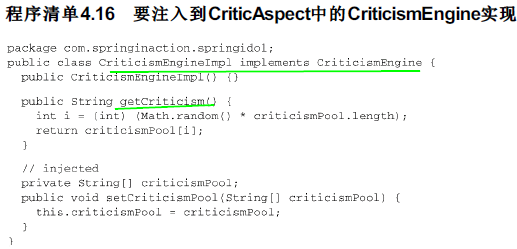 程序清单4.16 要注入到CriticAspect中的CriticismEngine实现
package com.springinaction.springidol;
public class CriticismEngineImpl implements CriticismEngine {
public CriticismEngineImpl() {}
public String getCriticism() {
int i = (int) (Math.random() * criticismPool.length);
return criticismPool[i];
}
// injected
private String[] criticismPool;
public void setCriticismPool(String[] criticismPool) {
this.criticismPool = criticismPool;
}
}